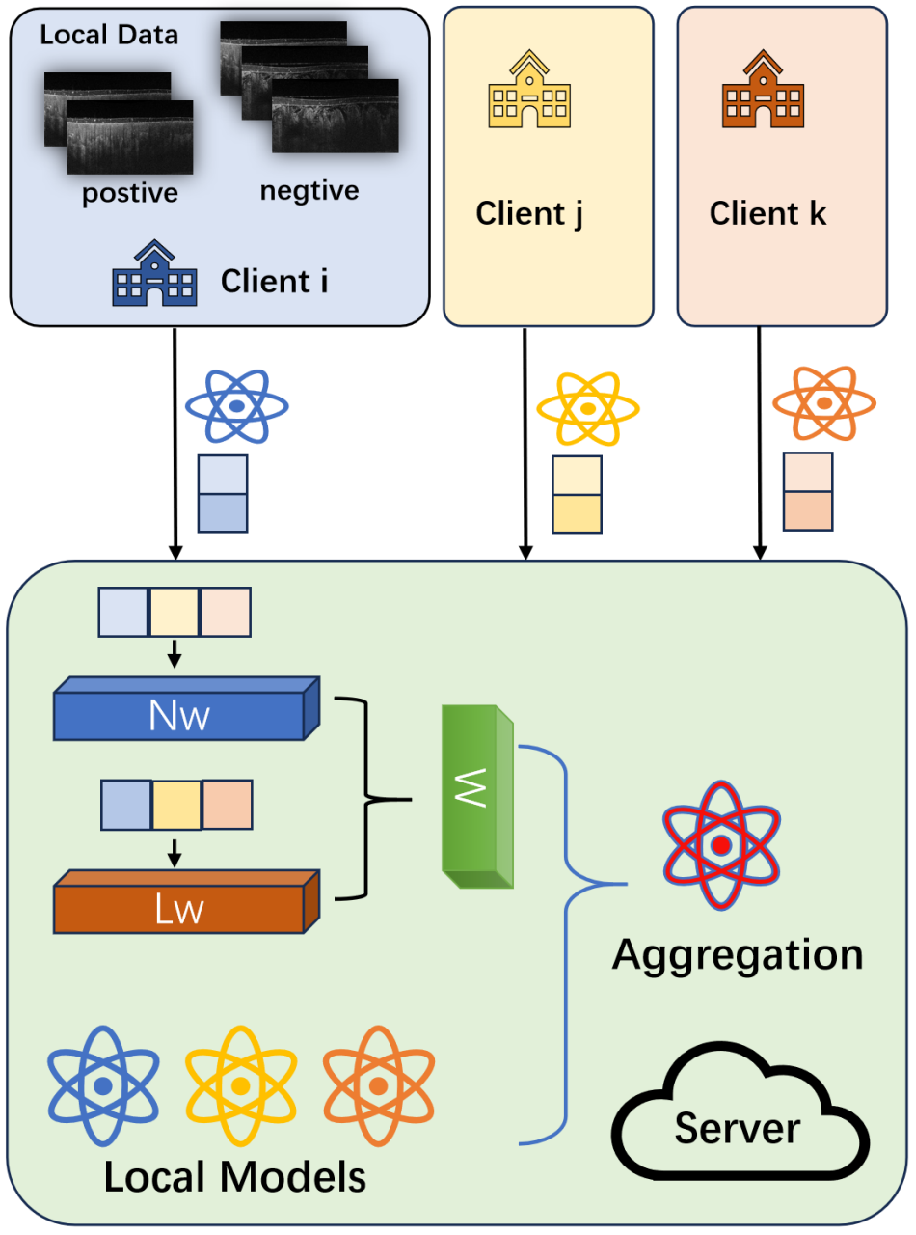 Local Data
postive
negtive
Client i
Client j
Client k
Nw
Lw
W
Aggregation
Local Models
Server